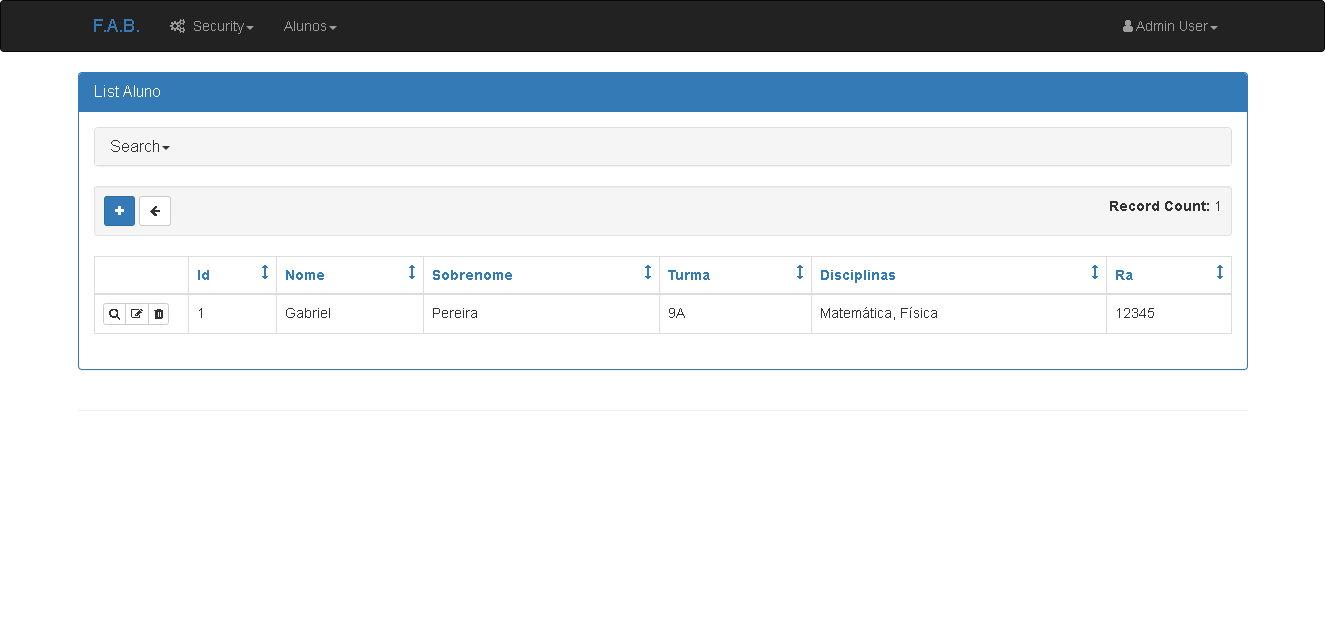 F.A.B. Security Alunos Admin User
List Aluno
Search
Record Count: 1
Id Nome Sobrenome Turma Disciplinas Ra
1 Gabriel Pereira 9A Matemática, Física 12345